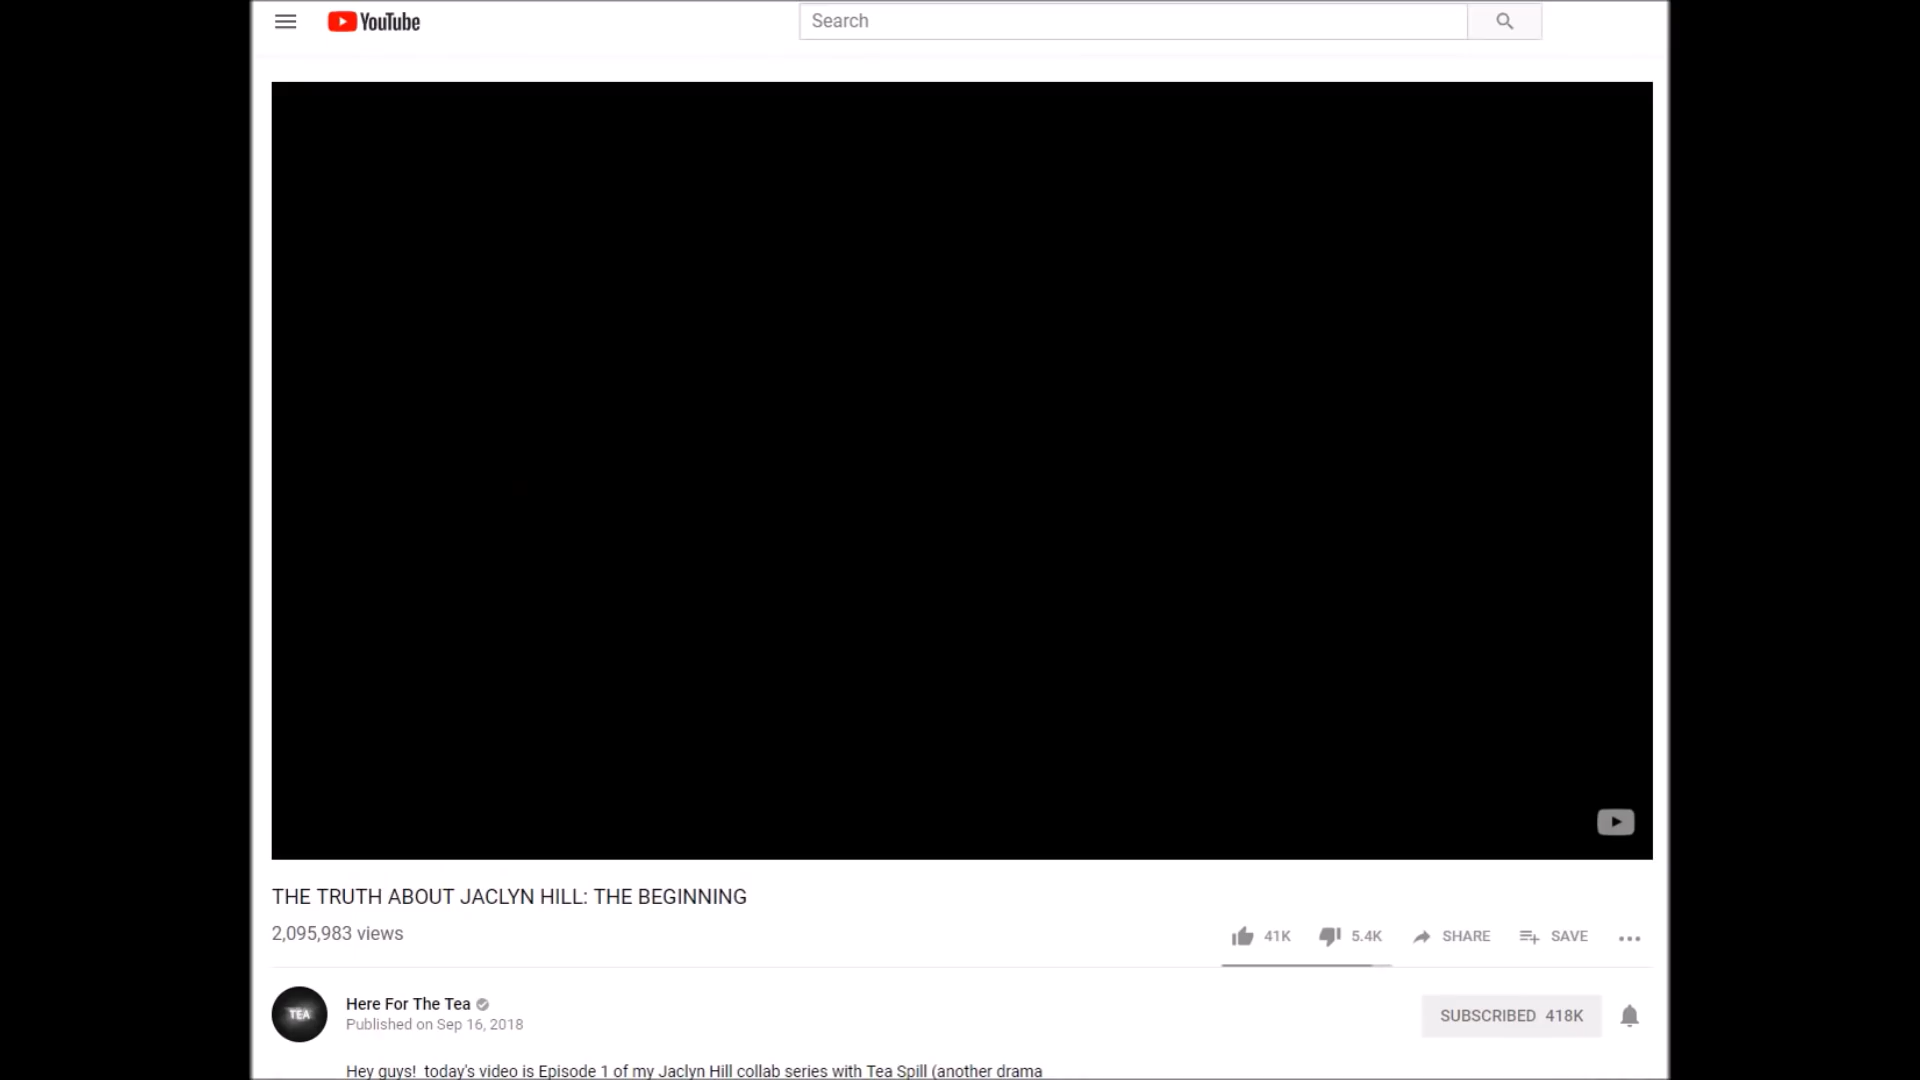 YouTube
Search
THE TRUTH ABOUT JACLYN HILL: THE BEGINNING
2,095,983 views
41K
5.4K
SHARE
SAVE
TEA
Here For The Tea
Published on Sep 16, 2018
SUBSCRIBED 418K
Hey guys! today's video is Episode 1 of my Jaclyn Hill collab series with Tea Spill (another drama